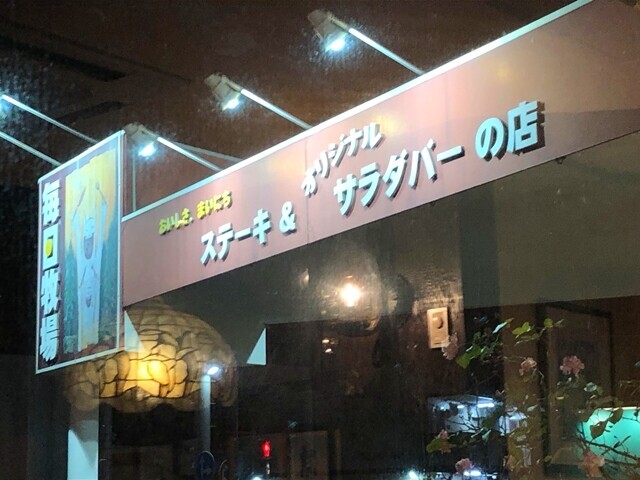 毎日牧場
おいしさ、まいにち
オリジナル
ステーキ & サラダバー の店